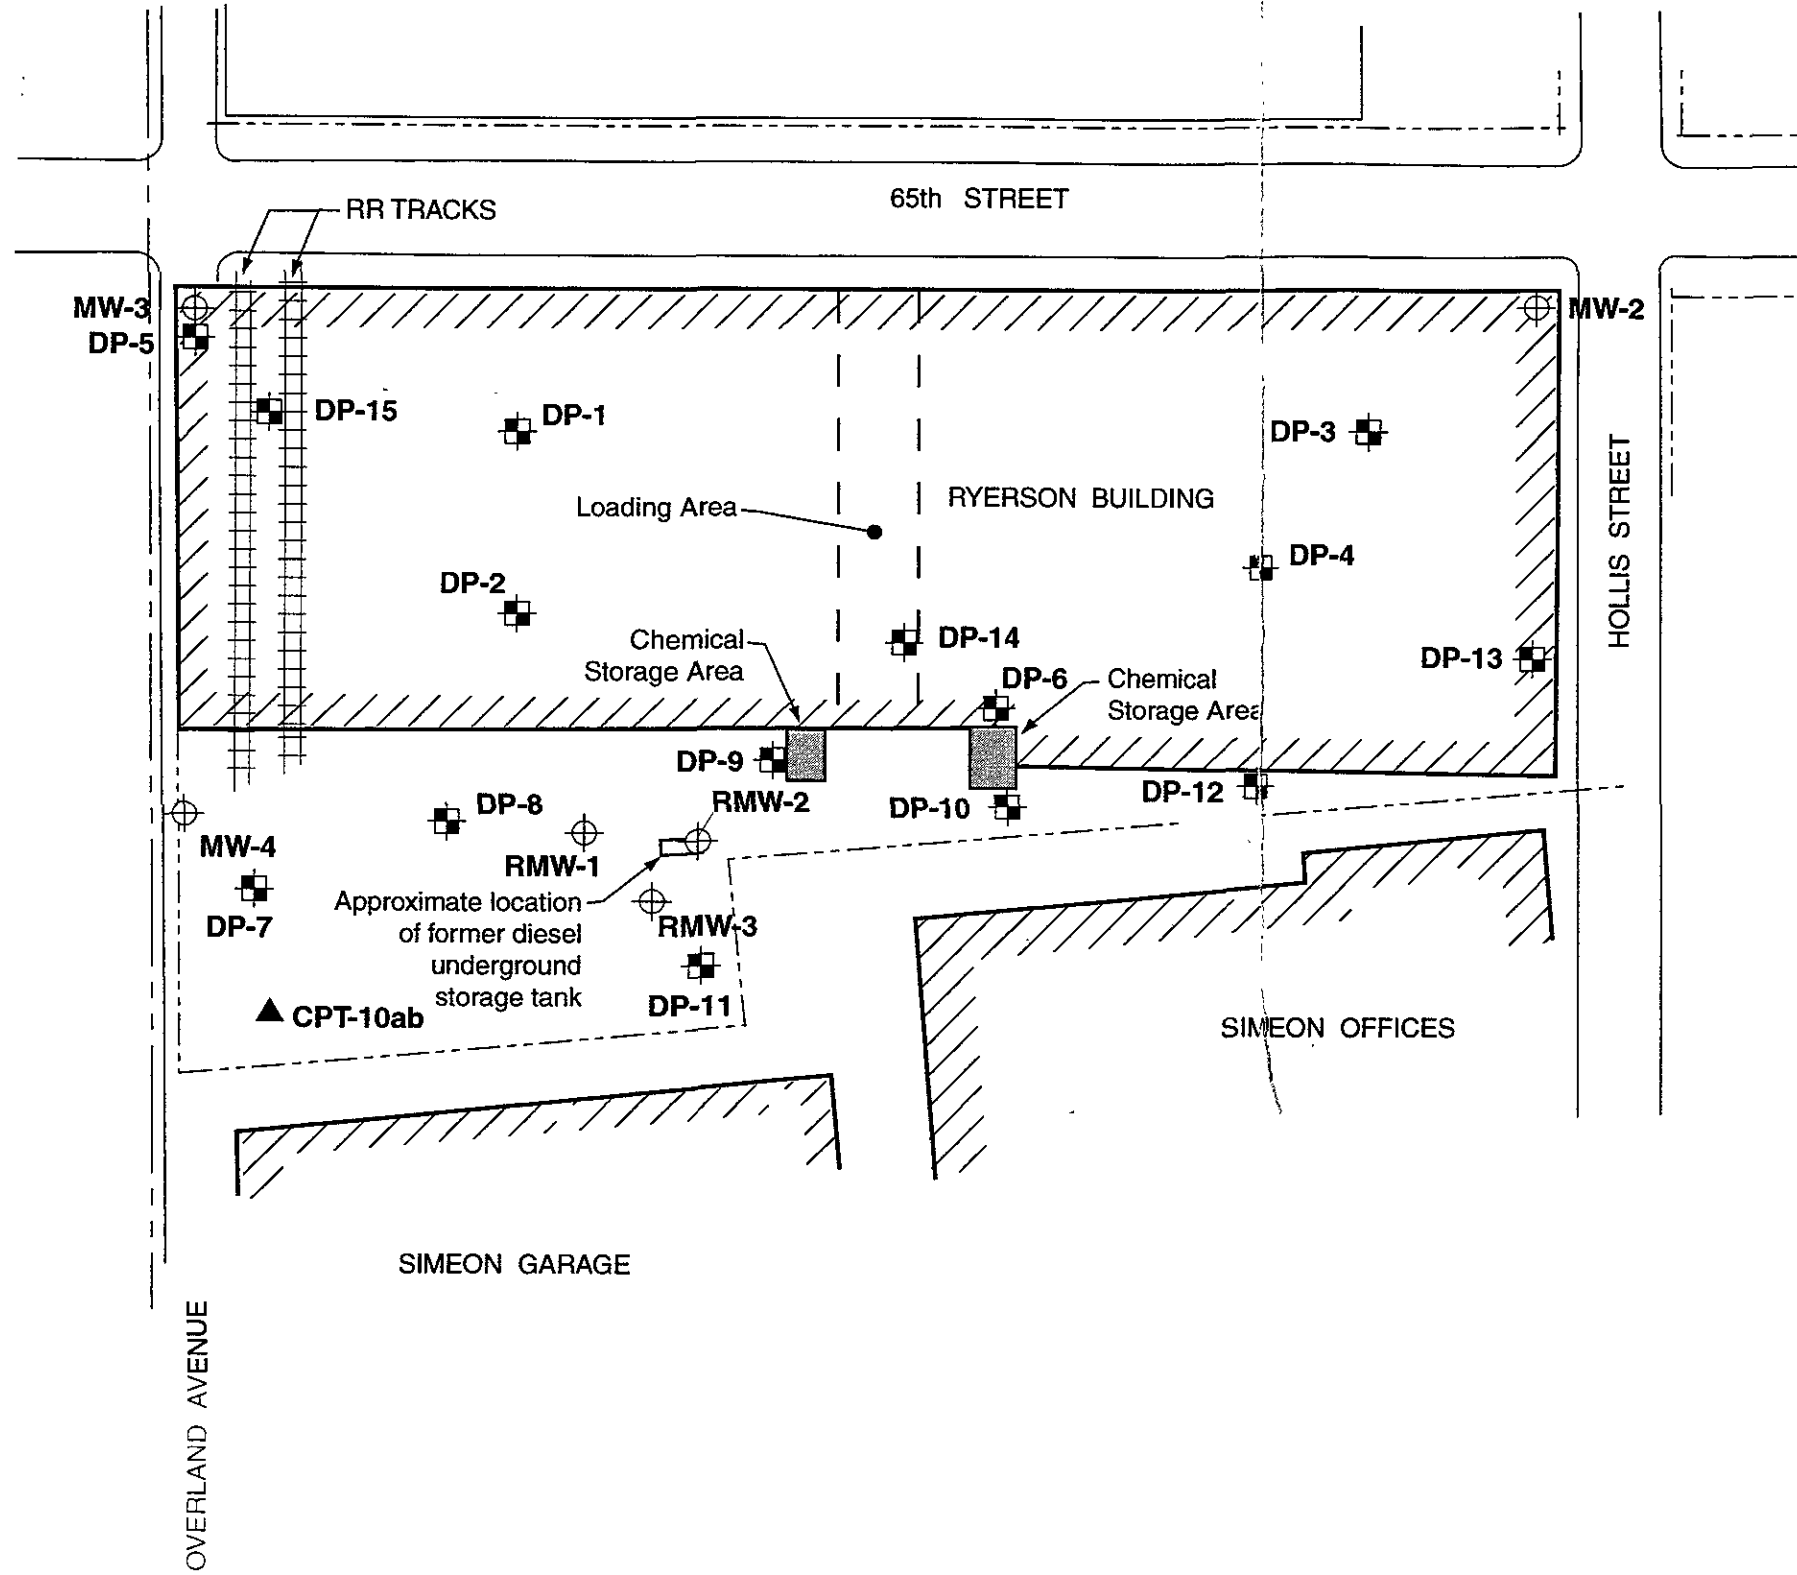 65th STREET
RR TRACKS
MW-3
MW-2
DP-5
DP-15
DP-1
DP-3
Loading Area
RYERSON BUILDING
HOLLIS STREET
DP-4
DP-2
Chemical
Storage Area
DP-14
DP-13
DP-6
Chemical
Storage Area
DP-9
DP-12
DP-8
RMW-2
DP-10
MW-4
RMW-1
DP-7
Approximate location
of former diesel
underground
storage tank
RMW-3
DP-11
CPT-10ab
SIMEON OFFICES
SIMEON GARAGE
OVERLAND AVENUE